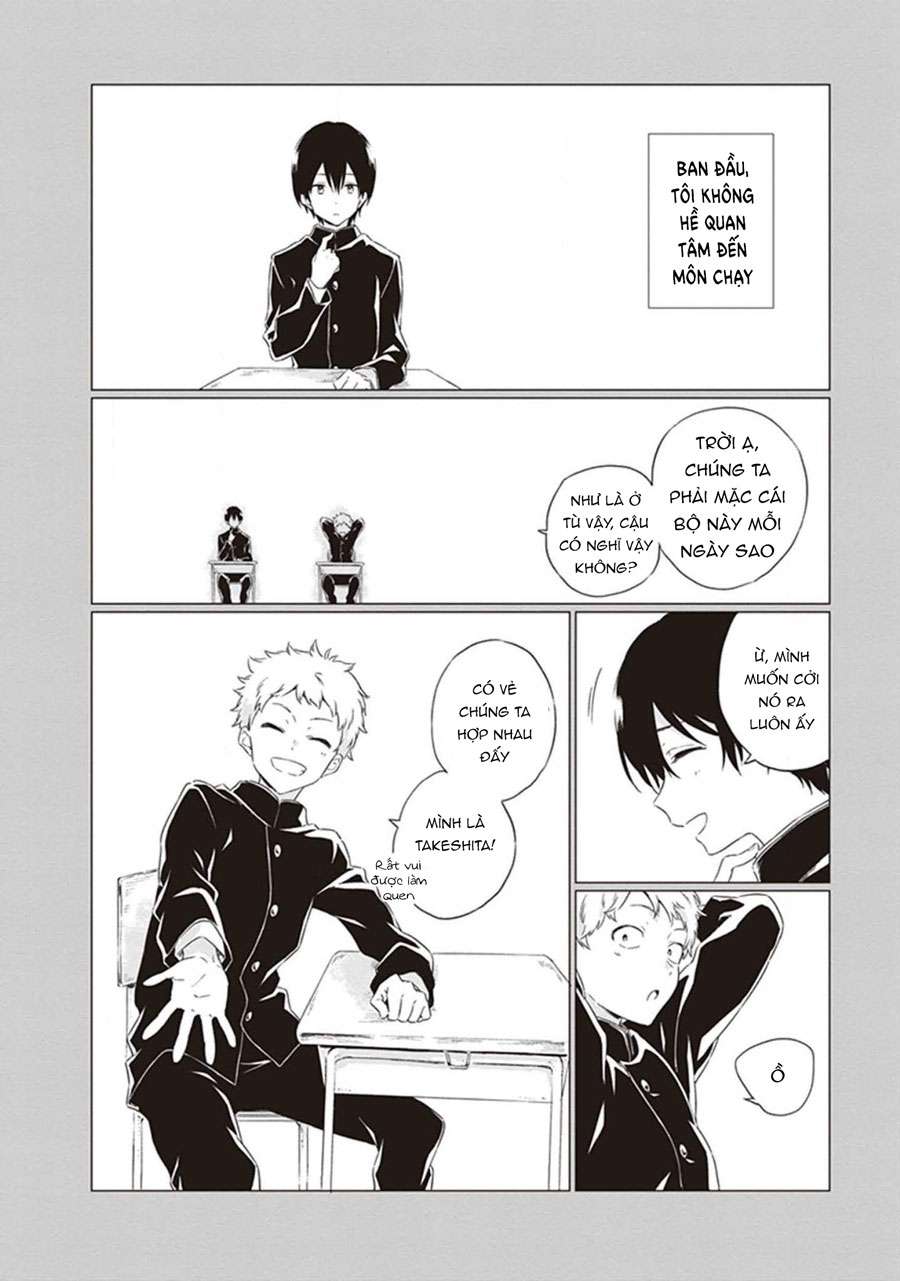 BAN ĐẦU,
TÔI KHÔNG
HỀ QUAN
TÂM ĐẾN
MÔN CHẠY
TRỜI Ạ,
CHÚNG TA
PHẢI MẶC CÁI
BỘ NÀY MỖI
NGÀY SAO
NHƯ LÀ Ở
TÙ VẬY, CẬU
CÓ NGHĨ VẬY
KHÔNG?
Ừ, MÌNH
MUỐN CỞI
NÓ RA
LUÔN ẤY
Ồ
CÓ VẺ
CHÚNG TA
HỢP NHAU
ĐẤY
MÌNH LÀ
TAKESHITA!
Rất vui
được làm
quen